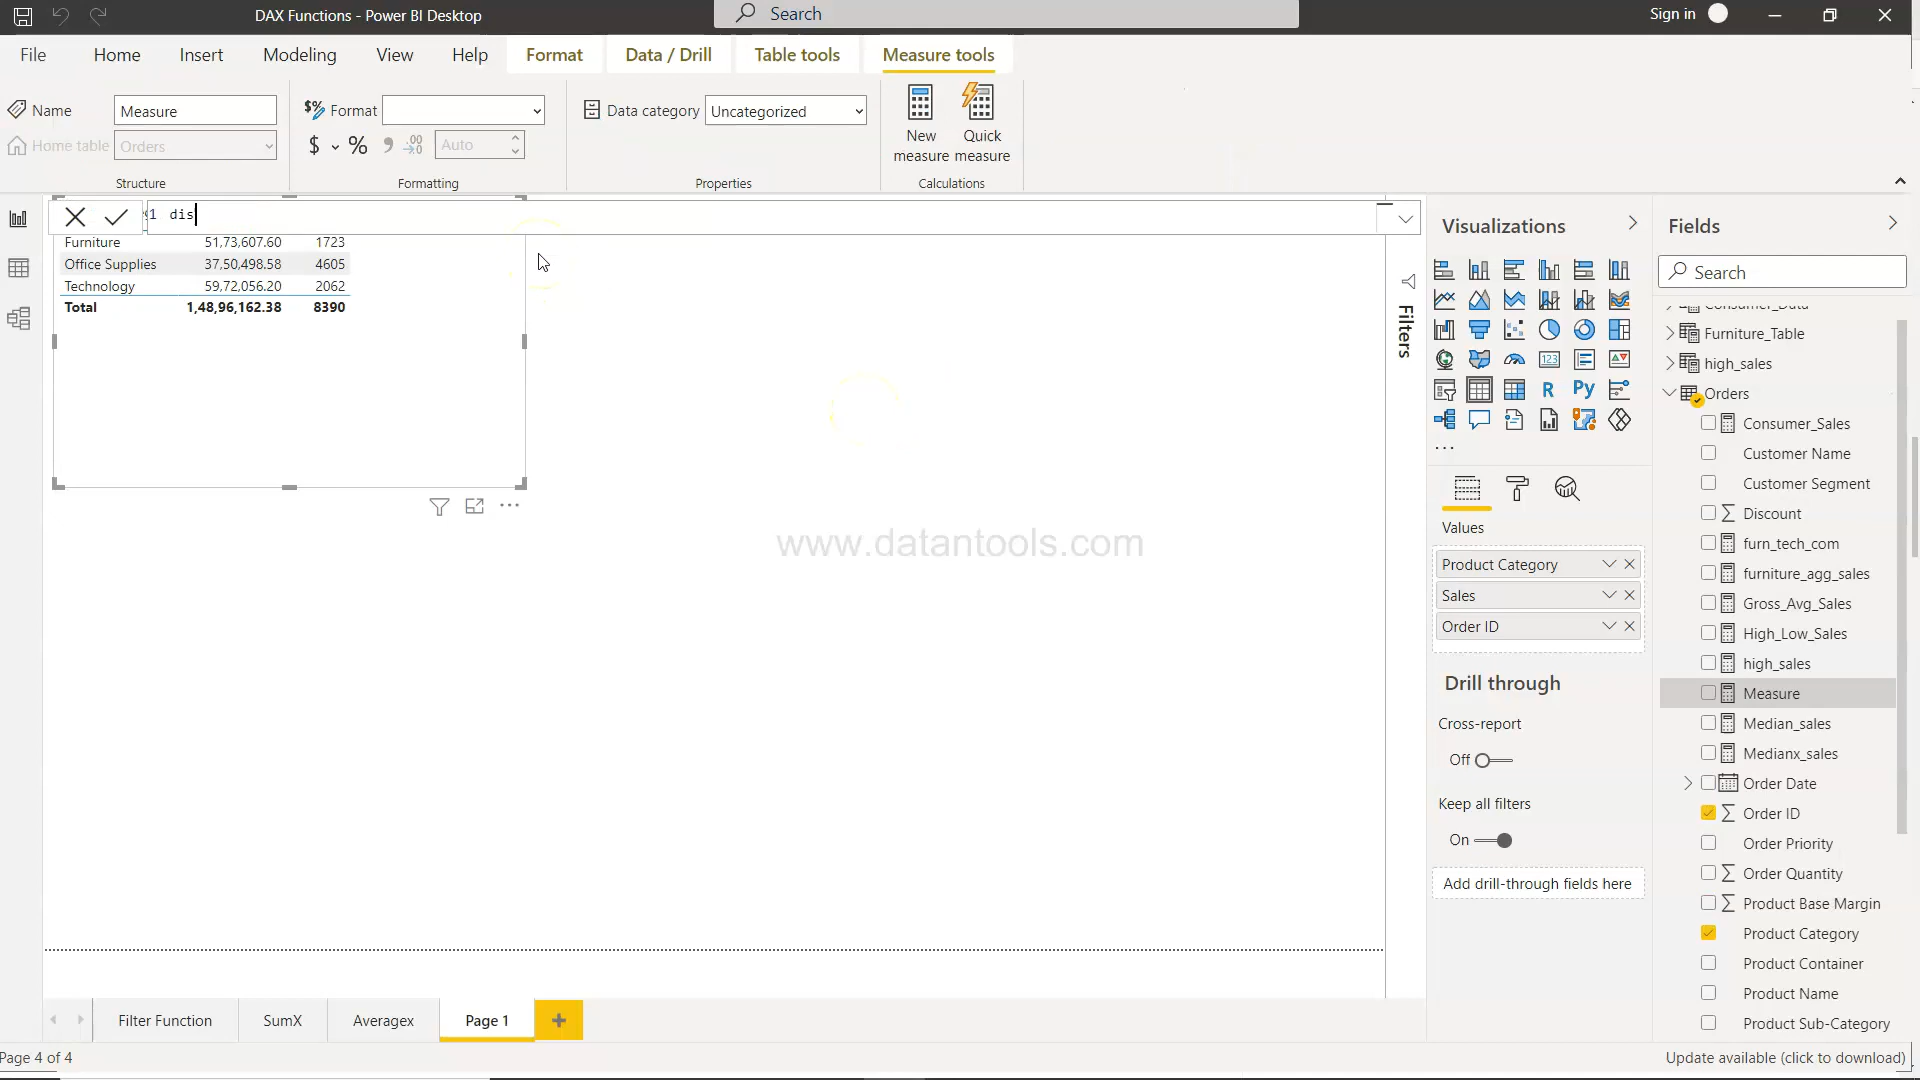 DAX Functions - Power BI Desktop
Search
Sign in
File
Home
Insert
Modeling
View
Help
Format
Data / Drill
Table tools
Measure tools
Name
Measure
Home table
Orders
Structure
Format
$
%
Auto
Formatting
Data category
Uncategorized
Properties
New
measure
Quick
measure
Calculations
1 dis
Furniture 51,73,607.60 1723
Office Supplies 37,50,498.58 4605
Technology 59,72,056.20 2062
Total 1,48,96,162.38 8390
www.datantools.com
Filters
Visualizations
Values
Product Category
Sales
Order ID
Drill through
Cross-report
Off
Keep all filters
On
Add drill-through fields here
Fields
Search
Consumer_Data
Furniture_Table
high_sales
Orders
Consumer_Sales
Customer Name
Customer Segment
Discount
furn_tech_com
furniture_agg_sales
Gross_Avg_Sales
High_Low_Sales
high_sales
Measure
Median_sales
Medianx_sales
Order Date
Order ID
Order Priority
Order Quantity
Product Base Margin
Product Category
Product Container
Product Name
Product Sub-Category
Filter Function
SumX
Averagex
Page 1
Page 4 of 4
Update available (click to download)